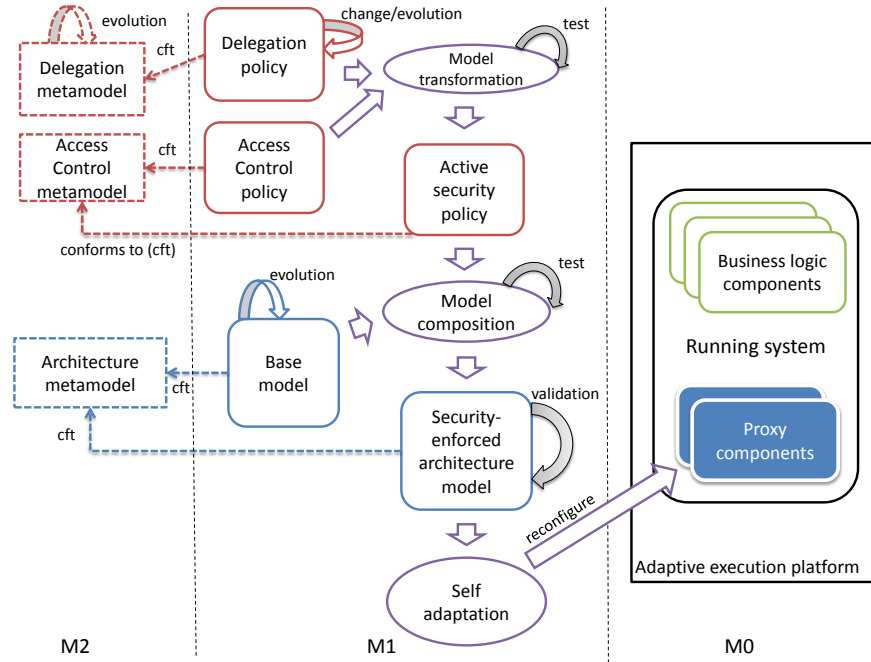 evolution
change/evolution
test
cft
Delegation
metamodel
Delegation
policy
Model
transformation
cft
Access
Control
metamodel
Access
Control
policy
Active
security
policy
conforms to (cft)
evolution
test
Model
composition
Architecture
metamodel
cft
Base
model
cft
validation
Security-
enforced
architecture
model
reconfigure
Self
adaptation
Business logic
components
Running system
Proxy
components
Adaptive execution platform
M2
M1
M0